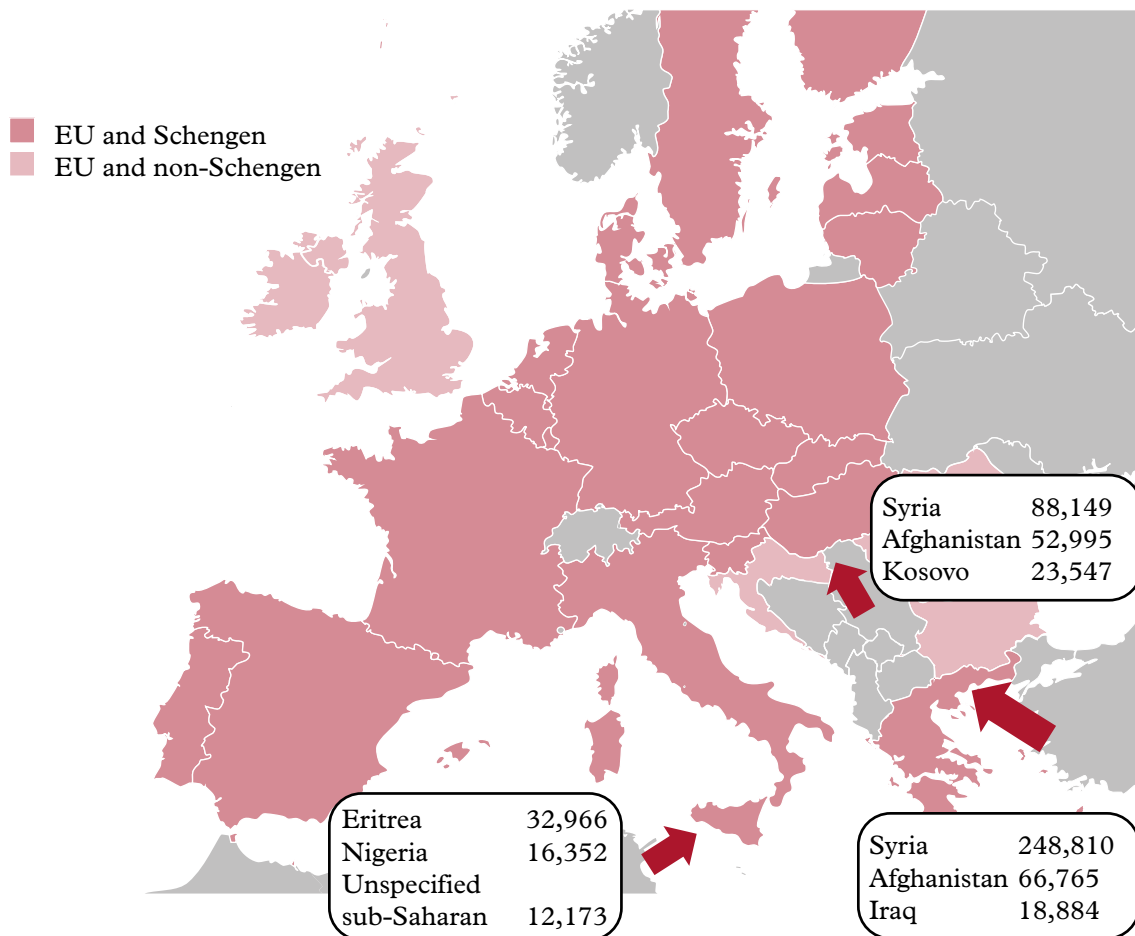 EU and Schengen
EU and non-Schengen
Syria 88,149
Afghanistan 52,995
Kosovo 23,547
Eritrea 32,966
Nigeria 16,352
Unspecified
sub-Saharan 12,173
Syria 248,810
Afghanistan 66,765
Iraq 18,884